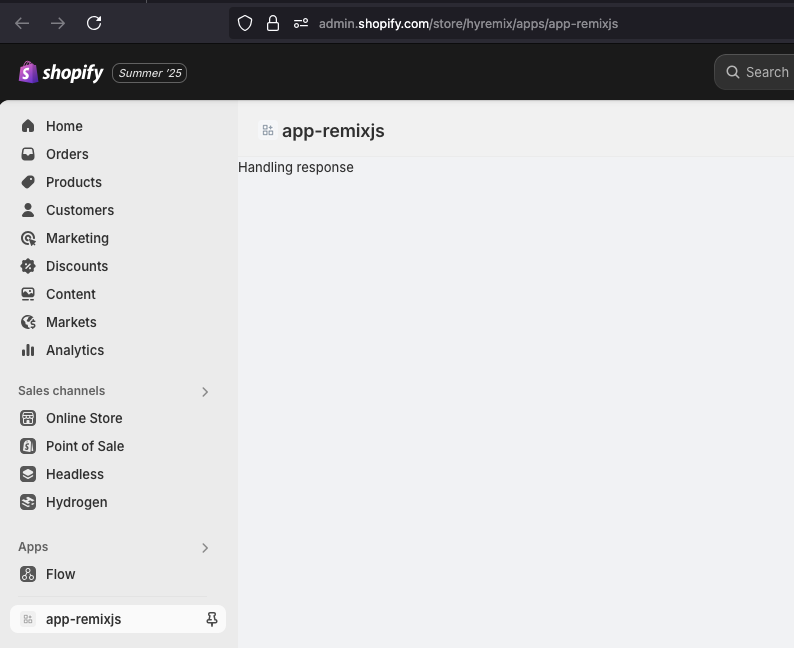 admin.shopify.com/store/hyremix/apps/app-remixjs
shopify Summer '25
Search
Home
Orders
Products
Customers
Marketing
Discounts
Content
Markets
Analytics
Sales channels
Online Store
Point of Sale
Headless
Hydrogen
Apps
Flow
app-remixjs
app-remixjs
Handling response